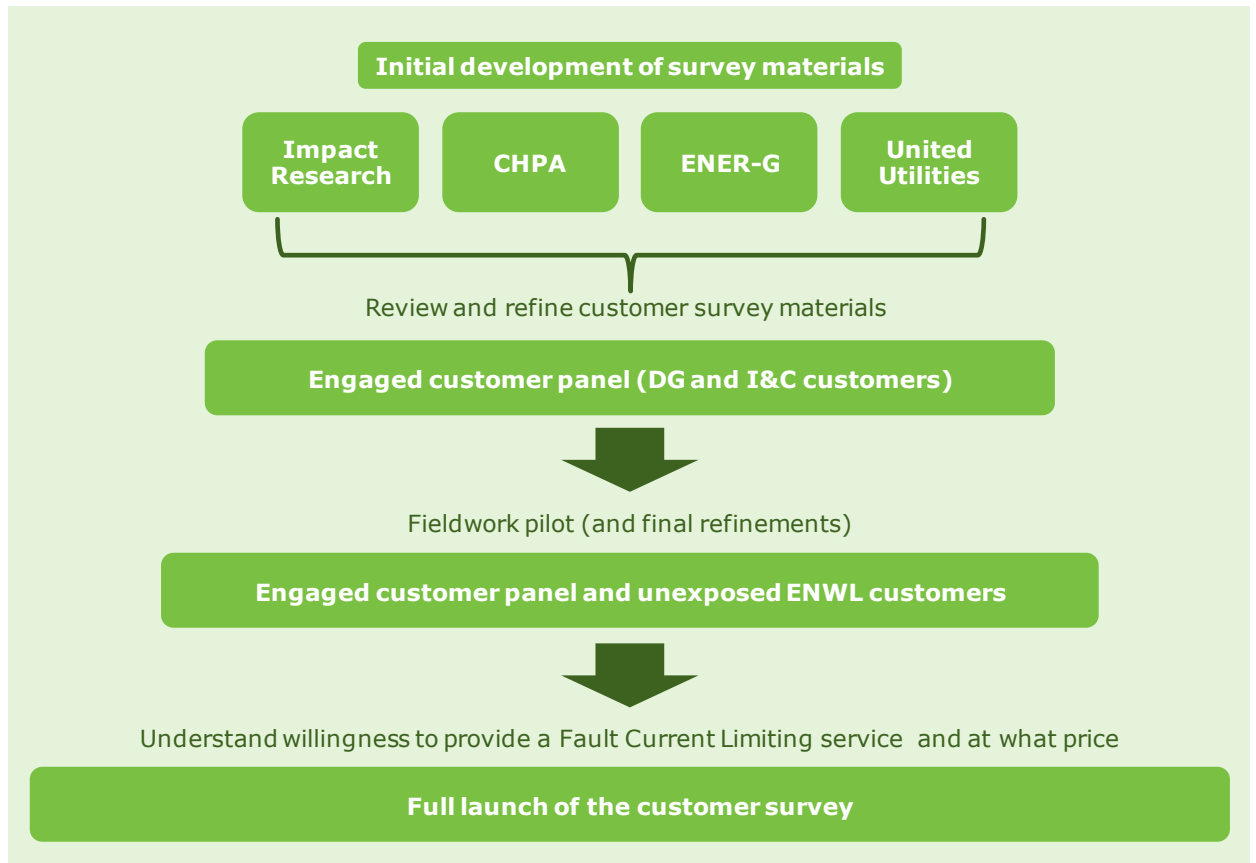 Initial development of survey materials
Impact
Research
CHPA
ENER-G
United
Utilities
Review and refine customer survey materials
Engaged customer panel (DG and I&C customers)
Fieldwork pilot (and final refinements)
Engaged customer panel and unexposed ENWL customers
Understand willingness to provide a Fault Current Limiting service and at what price
Full launch of the customer survey